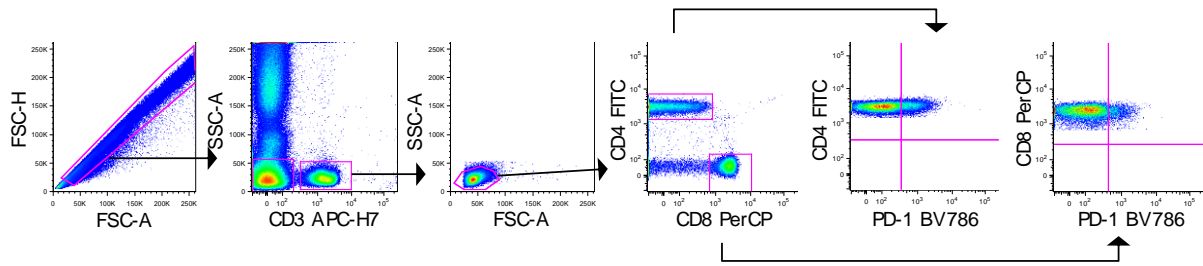 FSC-H
250K
200K
150K
100K
50K
0
0 50K 100K 150K 200K 250K
FSC-A
SSC-A
250K
200K
150K
100K
50K
0
0 10² 10³ 10⁴
CD3 APC-H7
SSC-A
250K
200K
150K
100K
50K
0
0 50K 100K 150K 200K 250K
FSC-A
CD4 FITC
10⁵
10⁴
10³
10²
0
0 10² 10³ 10⁴ 10⁵
CD8 PerCP
CD4 FITC
10⁵
10⁴
10³
10²
0
0 10² 10³ 10⁴ 10⁵
PD-1 BV786
CD8 PerCP
10⁵
10⁴
10³
10²
0
0 10² 10³ 10⁴ 10⁵
PD-1 BV786